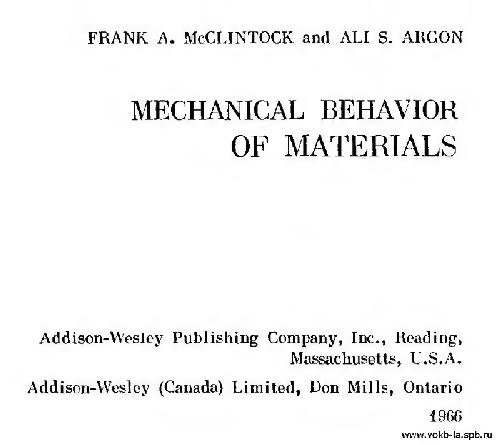 FRANK A. McCLINTOCK and ALI S. ARGON
MECHANICAL BEHAVIOR
OF MATERIALS
Addison-Wesley Publishing Company, Inc., Reading,
Massachusetts, U.S.A.
Addison-Wesley (Canada) Limited, Don Mills, Ontario
1966
www.vokb-la.spb.ru